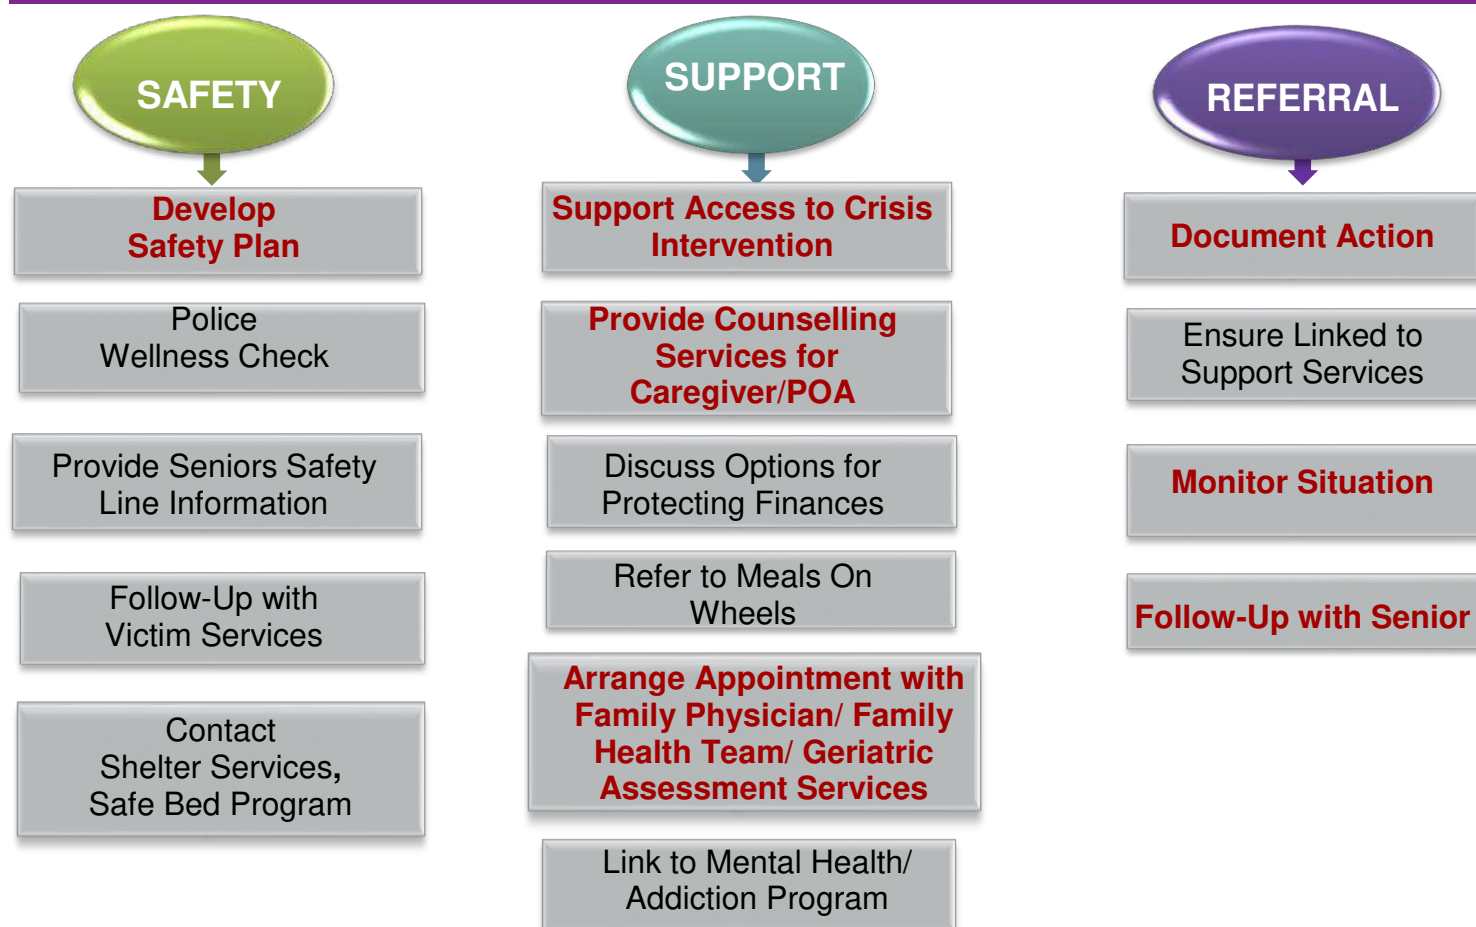 SAFETY
Develop
Safety Plan
Police
Wellness Check
Provide Seniors Safety
Line Information
Follow-Up with
Victim Services
Contact
Shelter Services,
Safe Bed Program
SUPPORT
Support Access to Crisis
Intervention
Provide Counselling
Services for
Caregiver/POA
Discuss Options for
Protecting Finances
Refer to Meals On
Wheels
Arrange Appointment with
Family Physician/ Family
Health Team/ Geriatric
Assessment Services
Link to Mental Health/
Addiction Program
REFERRAL
Document Action
Ensure Linked to
Support Services
Monitor Situation
Follow-Up with Senior